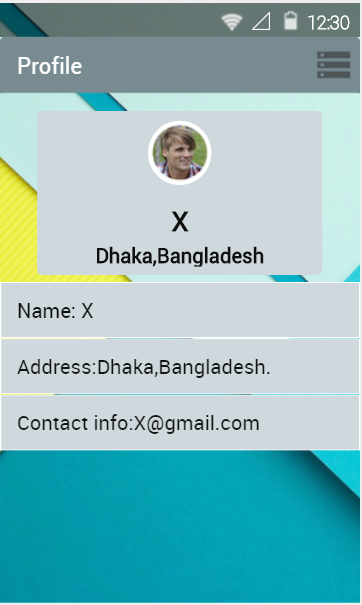 12:30
Profile
X
Dhaka,Bangladesh
Name: X
Address:Dhaka,Bangladesh.
Contact info:X@gmail.com